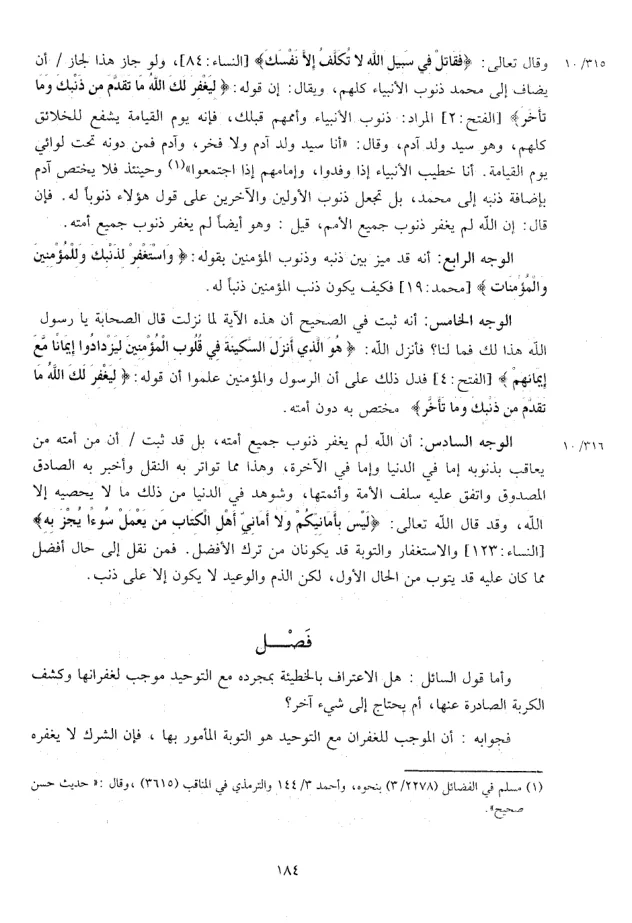 ١٠/٣١٥ وقال تعالى: ﴿فَقَاتِلْ فِي سَبِيلِ اللَّهِ لا تُكَلَّفُ إِلاَّ نَفْسَكَ﴾ [النساء:٨٤]، ولو جاز هذا لجاز / أن
يضاف إلى محمد ذنوب الأنبياء كلهم، ويقال: إن قوله: ﴿ لِيَغْفِرَ لَكَ اللَّهُ مَا تَقَدَّمَ مِن ذَنْبِكَ وَمَا
تَأَخَّرَ﴾ [الفتح:٢] المراد: ذنوب الأنبياء وأممهم قبلك، فإنه يوم القيامة يشفع للخلائق
كلهم، وهو سيد ولد آدم، وقال: «أنا سيد ولد آدم ولا فخر، وآدم فمن دونه تحت لوائي
يوم القيامة. أنا خطيب الأنبياء إذا وفدوا، وإمامهم إذا اجتمعوا»(١) وحينئذ فلا يختص آدم
بإضافة ذنبه إلى محمد، بل تجعل ذنوب الأولين والآخرين على قول هؤلاء ذنوباً له. فإن
قال: إن الله لم يغفر ذنوب جميع الأمم، قيل : وهو أيضاً لم يغفر ذنوب جميع أمته.
الوجه الرابع: أنه قد ميز بين ذنبه وذنوب المؤمنين بقوله:﴿ وَاسْتَغْفِرْ لِذَنْبِكَ وَلِلْمُؤْمِنِينَ
وَالْمُؤْمِنَاتِ ﴾ [محمد:١٩] فكيف يكون ذنب المؤمنين ذنباً له.
الوجه الخامس: أنه ثبت في الصحيح أن هذه الآية لما نزلت قال الصحابة يا رسول
الله هذا لك فما لنا؟ فأنزل الله: ﴿ هُوَ الَّذِي أَنزَلَ السَّكِينَةَ فِي قُلُوبِ الْمُؤْمِنِينَ لِيَزْدَادُوا إِيمَانًا مَّعَ
إِيمَانِهِمْ ﴾ [الفتح:٤] فدل ذلك على أن الرسول والمؤمنين علموا أن قوله:﴿ لِيَغْفِرَ لَكَ اللَّهُ مَا
تَقَدَّمَ مِن ذَنْبِكَ وَمَا تَأَخَّرَ﴾ مختص به دون أمته.
١٠/٣١٦ الوجه السادس: أن الله لم يغفر ذنوب جميع أمته، بل قد ثبت / أن من أمته من
يعاقب بذنوبه إما في الدنيا وإما في الآخرة، وهذا مما تواتر به النقل وأخبر به الصادق
المصدوق واتفق عليه سلف الأمة وأئمتها، وشوهد في الدنيا من ذلك ما لا يحصيه إلا
الله، وقد قال الله تعالى: ﴿لَيْسَ بِأَمَانِيِّكُمْ وَلا أَمَانِيِّ أَهْلِ الْكِتَابِ مَن يَعْمَلْ سُوءًا يُجْزَ بِهِ﴾
[النساء:١٢٣] والاستغفار والتوبة قد يكونان من ترك الأفضل. فمن نقل إلى حال أفضل
مما كان عليه قد يتوب من الحال الأول، لكن الذم والوعيد لا يكون إلا على ذنب.
فَصْـــل
وأما قول السائل : هل الاعتراف بالخطيئة بمجرده مع التوحيد موجب لغفرانها وكشف
الكربة الصادرة عنها، أم يحتاج إلى شيء آخر؟
فجوابه : أن الموجب للغفران مع التوحيد هو التوبة المأمور بها ، فإن الشرك لا يغفره
(١) مسلم في الفضائل (٣/٢٢٧٨) بنحوه، وأحمد ١٤٤/٣ والترمذي في المناقب (٣٦١٥) ،وقال :« حديث حسن
صحيح».
١٨٤